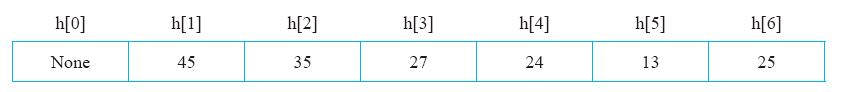 h[0] h[1] h[2] h[3] h[4] h[5] h[6]
None 45 35 27 24 13 25